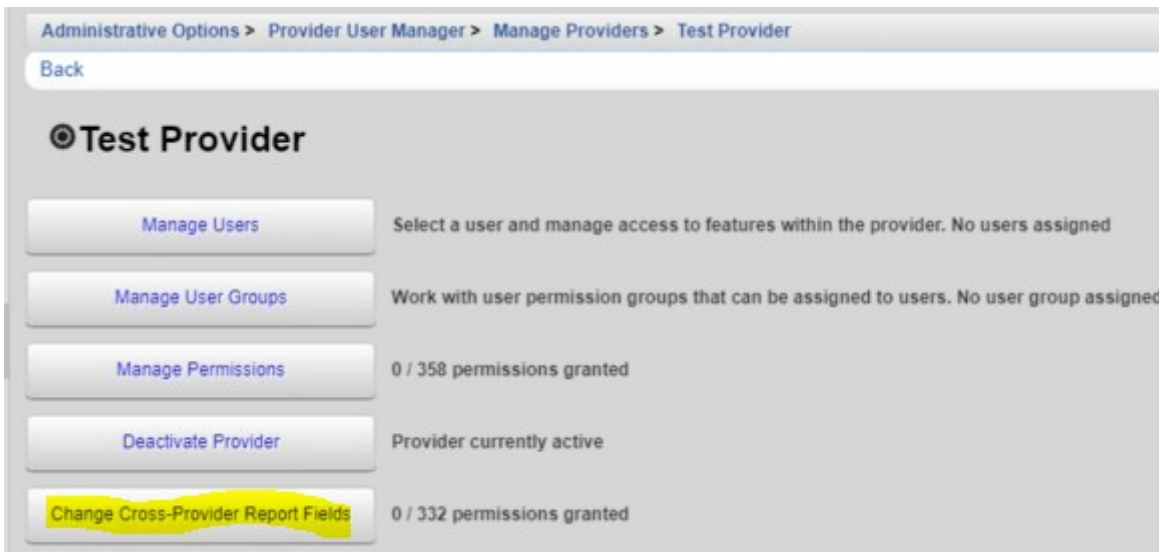 Administrative Options > Provider User Manager > Manage Providers > Test Provider
Back
Test Provider
Manage Users Select a user and manage access to features within the provider. No users assigned
Manage User Groups Work with user permission groups that can be assigned to users. No user group assigned
Manage Permissions 0 / 358 permissions granted
Deactivate Provider Provider currently active
Change Cross-Provider Report Fields 0 / 332 permissions granted